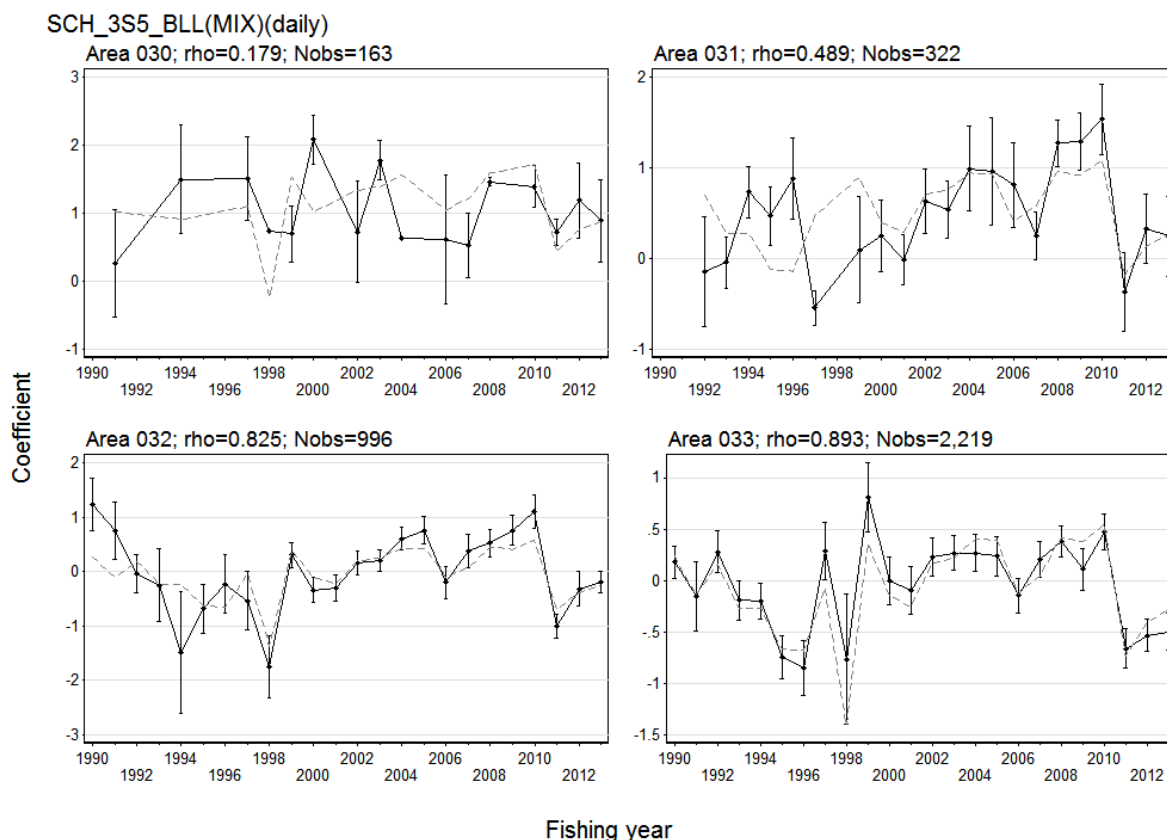 SCH_3S5_BLL(MIX)(daily)
Area 030; rho=0.179; Nobs=163
3
2
1
0
-1
1990 1994 1998 2002 2006 2010
1992 1996 2000 2004 2008 2012
Area 031; rho=0.489; Nobs=322
2
1
0
-1
1990 1994 1998 2002 2006 2010
1992 1996 2000 2004 2008 2012
Coefficient
Area 032; rho=0.825; Nobs=996
2
1
0
-1
-2
-3
1990 1994 1998 2002 2006 2010
1992 1996 2000 2004 2008 2012
Area 033; rho=0.893; Nobs=2,219
1
.5
0
-.5
-1
-1.5
1990 1994 1998 2002 2006 2010
1992 1996 2000 2004 2008 2012
Fishing year